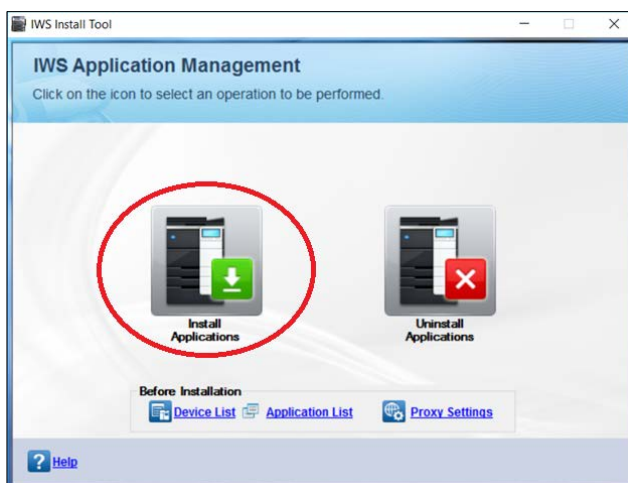 IWS Install Tool
IWS Application Management
Click on the icon to select an operation to be performed.
Install
Applications
Uninstall
Applications
Before Installation
Device List
Application List
Proxy Settings
? Help